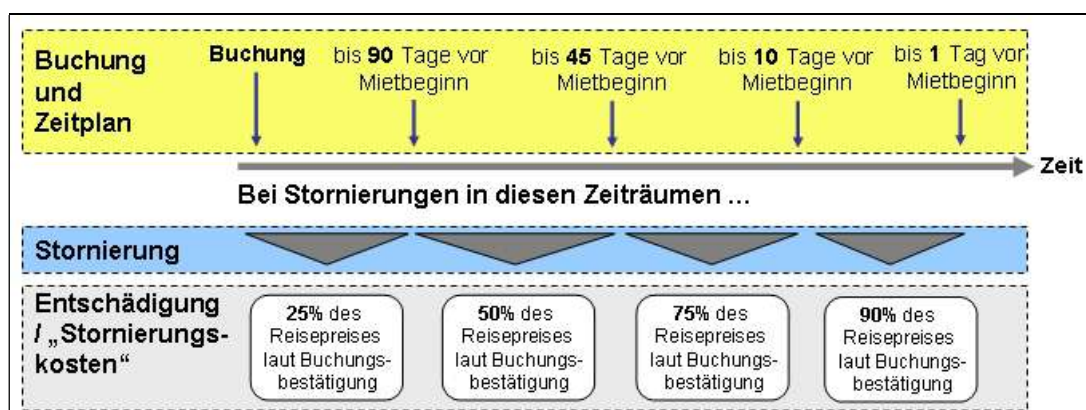 Buchung
und
Zeitplan
Buchung
bis 90 Tage vor
Mietbeginn
bis 45 Tage vor
Mietbeginn
bis 10 Tage vor
Mietbeginn
bis 1 Tag vor
Mietbeginn
Zeit
Bei Stornierungen in diesen Zeiträumen ...
Stornierung
Entschädigung
/ „Stornierungs-
kosten“
25% des
Reisepreises
laut Buchungs-
bestätigung
50% des
Reisepreises
laut Buchungs-
bestätigung
75% des
Reisepreises
laut Buchungs-
bestätigung
90% des
Reisepreises
laut Buchungs-
bestätigung